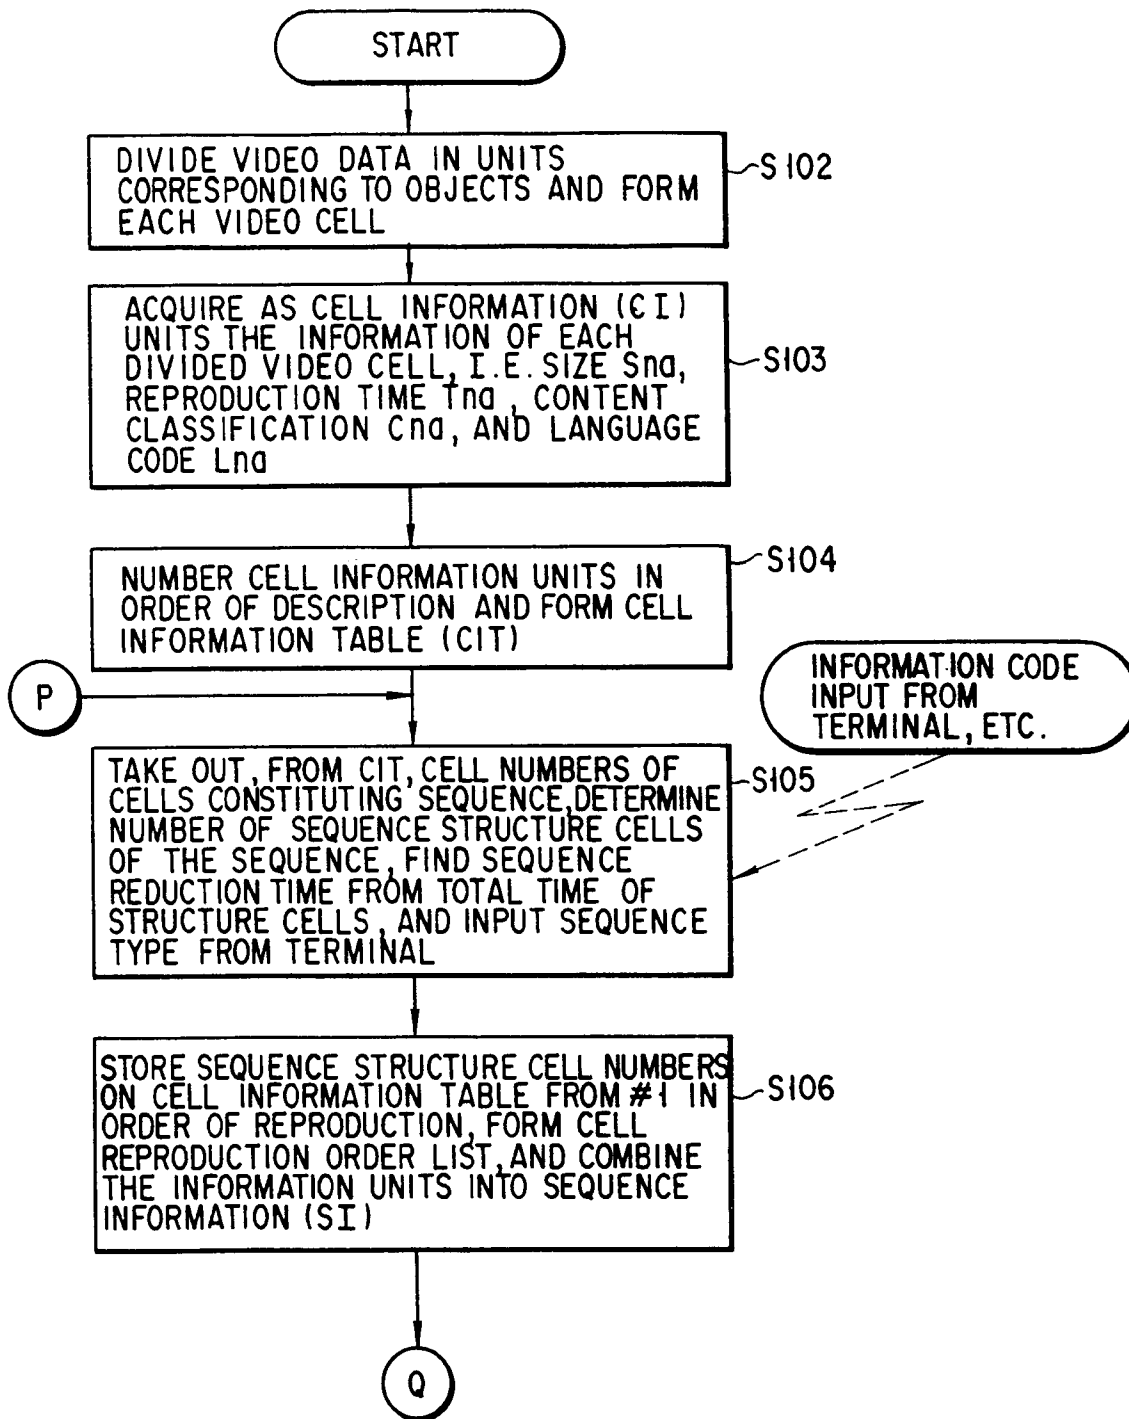 START
DIVIDE VIDEO DATA IN UNITS
CORRESPONDING TO OBJECTS AND FORM
EACH VIDEO CELL
S102
ACQUIRE AS CELL INFORMATION (CI)
UNITS THE INFORMATION OF EACH
DIVIDED VIDEO CELL, I.E. SIZE Sna,
REPRODUCTION TIME Tna, CONTENT
CLASSIFICATION Cna, AND LANGUAGE
CODE Lna
S103
NUMBER CELL INFORMATION UNITS IN
ORDER OF DESCRIPTION AND FORM CELL
INFORMATION TABLE (CIT)
S104
P
INFORMATION CODE
INPUT FROM
TERMINAL, ETC.
TAKE OUT, FROM CIT, CELL NUMBERS OF
CELLS CONSTITUTING SEQUENCE, DETERMINE
NUMBER OF SEQUENCE STRUCTURE CELLS
OF THE SEQUENCE, FIND SEQUENCE
REDUCTION TIME FROM TOTAL TIME OF
STRUCTURE CELLS, AND INPUT SEQUENCE
TYPE FROM TERMINAL
S105
STORE SEQUENCE STRUCTURE CELL NUMBERS
ON CELL INFORMATION TABLE FROM #1 IN
ORDER OF REPRODUCTION, FORM CELL
REPRODUCTION ORDER LIST, AND COMBINE
THE INFORMATION UNITS INTO SEQUENCE
INFORMATION (SI)
S106
Q